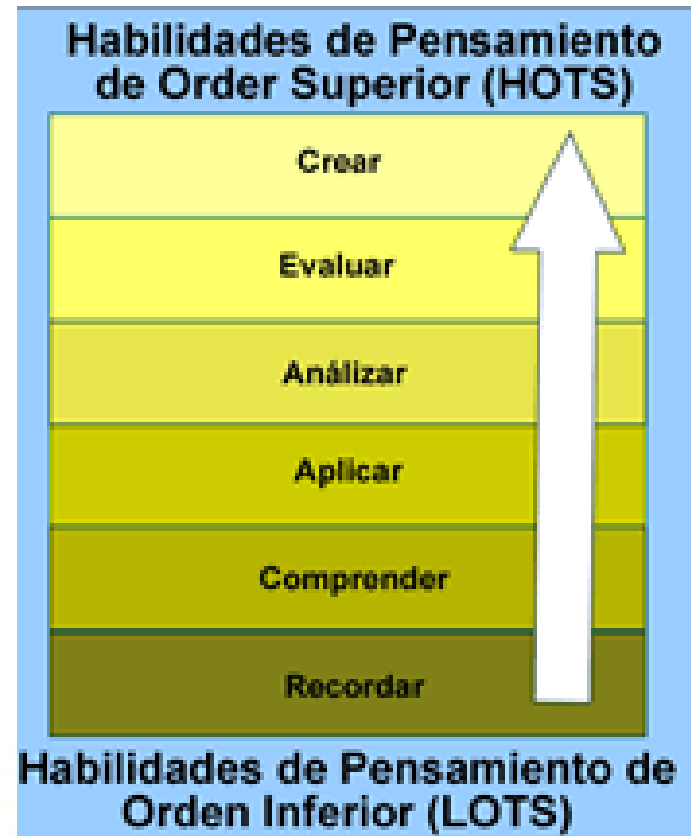 Habilidades de Pensamiento
de Order Superior (HOTS)
Crear
Evaluar
Análizar
Aplicar
Comprender
Recordar
Habilidades de Pensamiento de
Orden Inferior (LOTS)